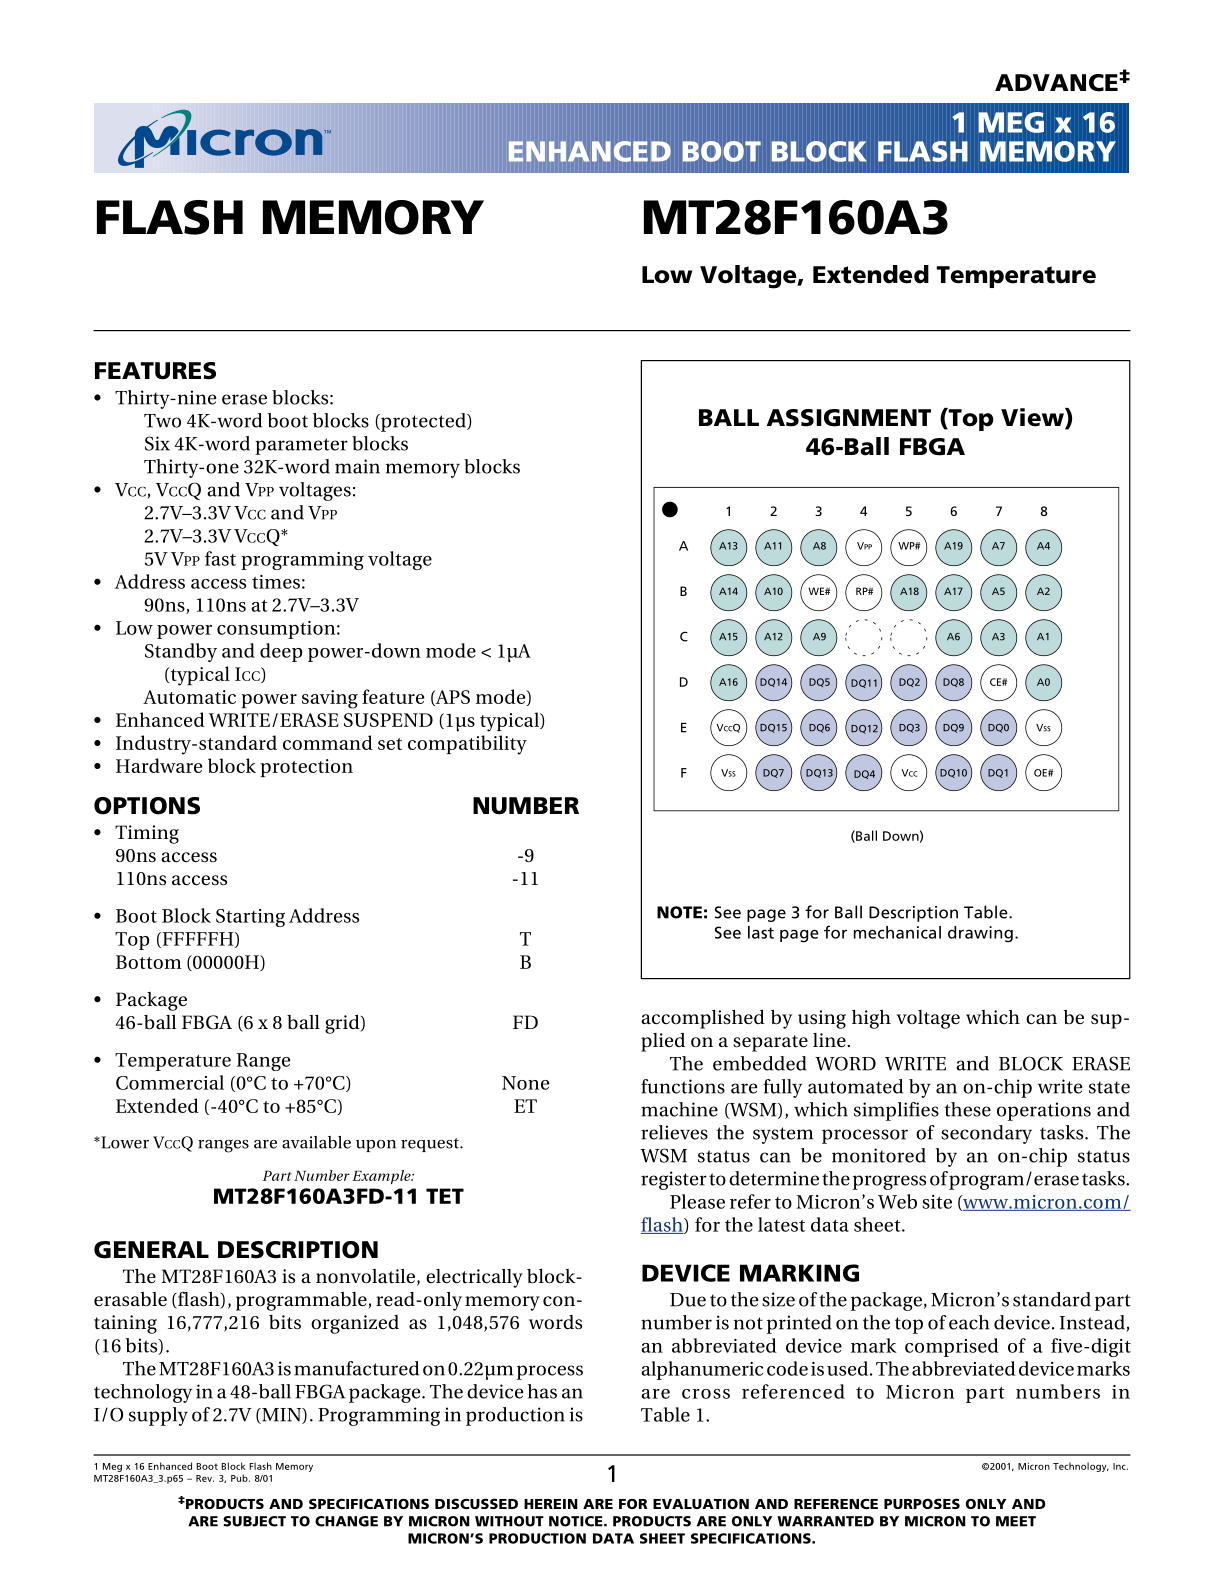 ADVANCE‡
Micron™
1 MEG x 16
ENHANCED BOOT BLOCK FLASH MEMORY
FLASH MEMORY
MT28F160A3
Low Voltage, Extended Temperature
FEATURES
• Thirty-nine erase blocks:
Two 4K-word boot blocks (protected)
Six 4K-word parameter blocks
Thirty-one 32K-word main memory blocks
• VCC, VCCQ and VPP voltages:
2.7V–3.3V VCC and VPP
2.7V–3.3V VCCQ*
5V VPP fast programming voltage
• Address access times:
90ns, 110ns at 2.7V–3.3V
• Low power consumption:
Standby and deep power-down mode < 1µA
(typical ICC)
Automatic power saving feature (APS mode)
• Enhanced WRITE/ERASE SUSPEND (1µs typical)
• Industry-standard command set compatibility
• Hardware block protection
OPTIONS NUMBER
• Timing
90ns access -9
110ns access -11
• Boot Block Starting Address
Top (FFFFFH) T
Bottom (00000H) B
• Package
46-ball FBGA (6 x 8 ball grid) FD
• Temperature Range
Commercial (0°C to +70°C) None
Extended (-40°C to +85°C) ET
*Lower VCCQ ranges are available upon request.
Part Number Example:
MT28F160A3FD-11 TET
GENERAL DESCRIPTION
The MT28F160A3 is a nonvolatile, electrically block-
erasable (flash), programmable, read-only memory con-
taining 16,777,216 bits organized as 1,048,576 words
(16 bits).
The MT28F160A3 is manufactured on 0.22µm process
technology in a 48-ball FBGA package. The device has an
I/O supply of 2.7V (MIN). Programming in production is
BALL ASSIGNMENT (Top View)
46-Ball FBGA
1 2 3 4 5 6 7 8
A A13 A11 A8 VPP WP# A19 A7 A4
B A14 A10 WE# RP# A18 A17 A5 A2
C A15 A12 A9 A6 A3 A1
D A16 DQ14 DQ5 DQ11 DQ2 DQ8 CE# A0
E VCCQ DQ15 DQ6 DQ12 DQ3 DQ9 DQ0 VSS
F VSS DQ7 DQ13 DQ4 VCC DQ10 DQ1 OE#
(Ball Down)
NOTE: See page 3 for Ball Description Table.
See last page for mechanical drawing.
accomplished by using high voltage which can be sup-
plied on a separate line.
The embedded WORD WRITE and BLOCK ERASE
functions are fully automated by an on-chip write state
machine (WSM), which simplifies these operations and
relieves the system processor of secondary tasks. The
WSM status can be monitored by an on-chip status
register to determine the progress of program/erase tasks.
Please refer to Micron's Web site (www.micron.com/
flash) for the latest data sheet.
DEVICE MARKING
Due to the size of the package, Micron's standard part
number is not printed on the top of each device. Instead,
an abbreviated device mark comprised of a five-digit
alphanumeric code is used. The abbreviated device marks
are cross referenced to Micron part numbers in
Table 1.
1 Meg x 16 Enhanced Boot Block Flash Memory
MT28F160A3_3.p65 – Rev. 3, Pub. 8/01
1
©2001, Micron Technology, Inc.
‡PRODUCTS AND SPECIFICATIONS DISCUSSED HEREIN ARE FOR EVALUATION AND REFERENCE PURPOSES ONLY AND
ARE SUBJECT TO CHANGE BY MICRON WITHOUT NOTICE. PRODUCTS ARE ONLY WARRANTED BY MICRON TO MEET
MICRON'S PRODUCTION DATA SHEET SPECIFICATIONS.